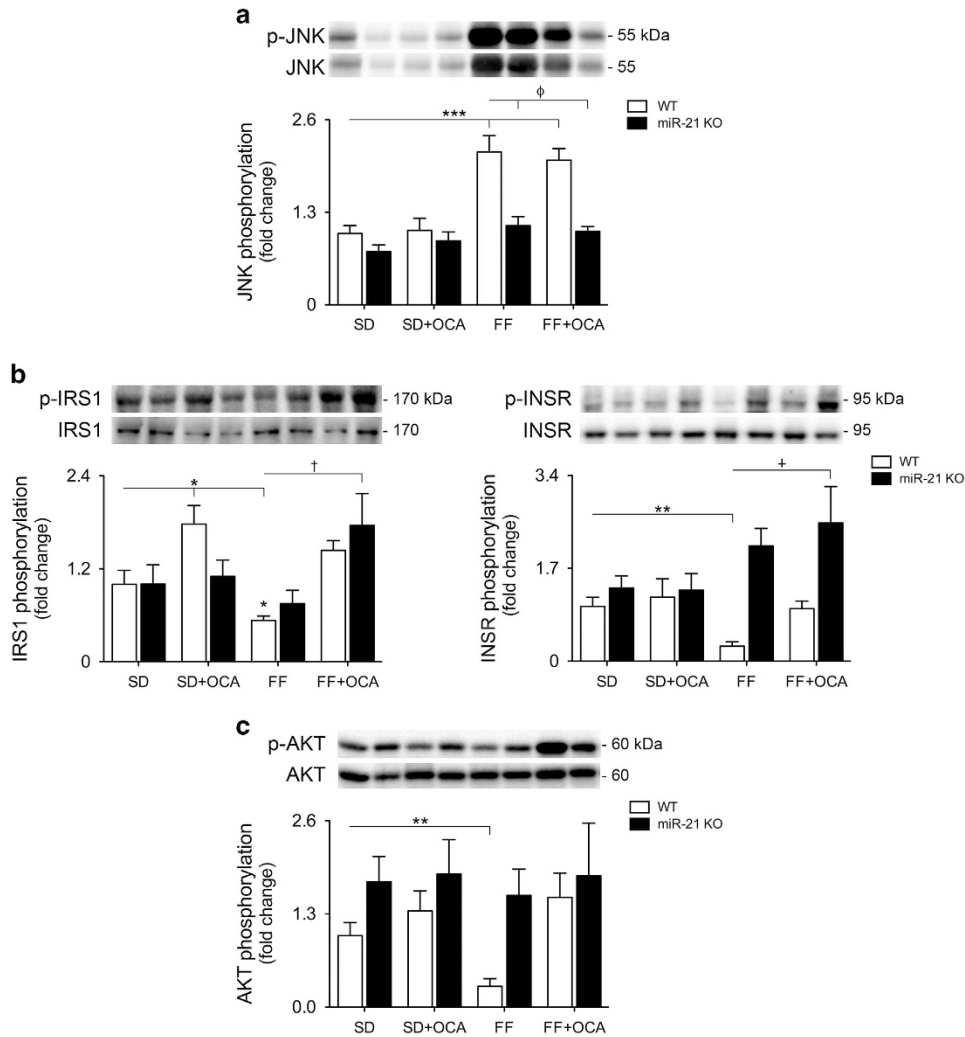 a
p-JNK
- 55 kDa
JNK
- 55
ϕ
WT
miR-21 KO
***
2.6
1.3
0
JNK phosphorylation
(fold change)
SD SD+OCA FF FF+OCA
b
p-IRS1
- 170 kDa
IRS1
- 170
†
*
2.4
1.2
0
*
IRS1 phosphorylation
(fold change)
SD SD+OCA FF FF+OCA
p-INSR
- 95 kDa
INSR
- 95
WT
miR-21 KO
+
**
3.4
1.7
0
INSR phosphorylation
(fold change)
SD SD+OCA FF FF+OCA
c
p-AKT
- 60 kDa
AKT
- 60
WT
miR-21 KO
**
2.6
1.3
0.0
AKT phosphorylation
(fold change)
SD SD+OCA FF FF+OCA